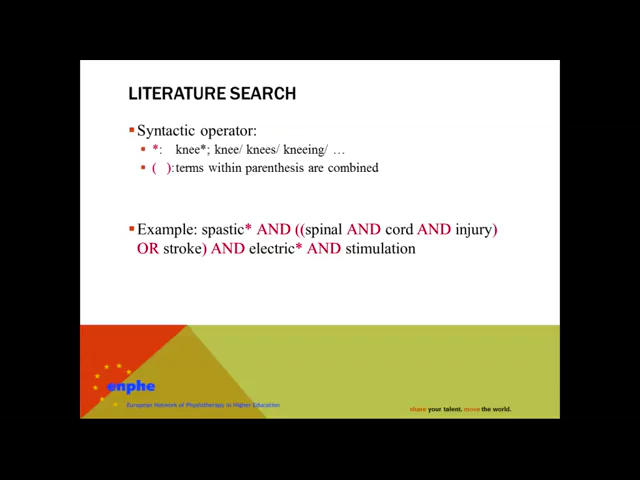 LITERATURE SEARCH
Syntactic operator:
*: knee*; knee/ knees/ kneeing/ …
( ): terms within parenthesis are combined
Example: spastic* AND ((spinal AND cord AND injury)
OR stroke) AND electric* AND stimulation
enphe
European Network of Physiotherapy in Higher Education
share your talent. move the world.